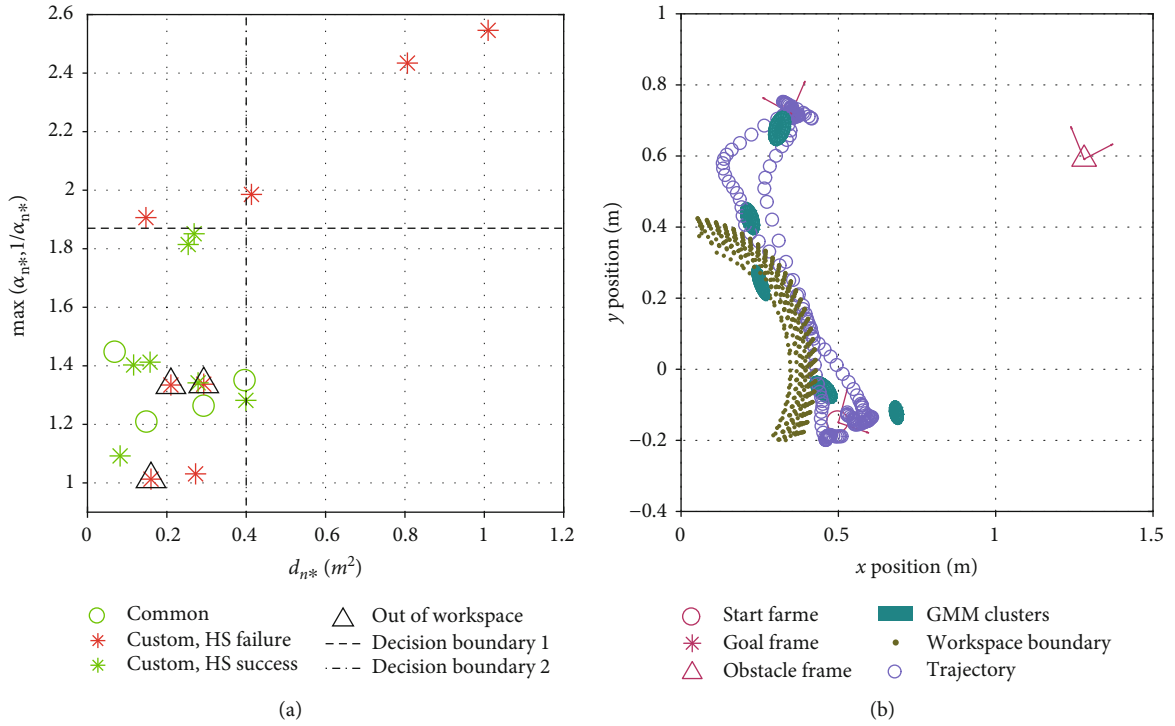 2.6
2.4
2.2
2
1.8
1.6
1.4
1.2
1
0 0.2 0.4 0.6 0.8 1 1.2
max (αn*, 1/αn*)
dn* (m²)
Common
Custom, HS failure
Custom, HS success
Out of workspace
Decision boundary 1
Decision boundary 2
(a)
1
0.8
0.6
0.4
0.2
0
−0.2
−0.4
0 0.5 1 1.5
y position (m)
x position (m)
Start farme
Goal frame
Obstacle frame
GMM clusters
Workspace boundary
Trajectory
(b)